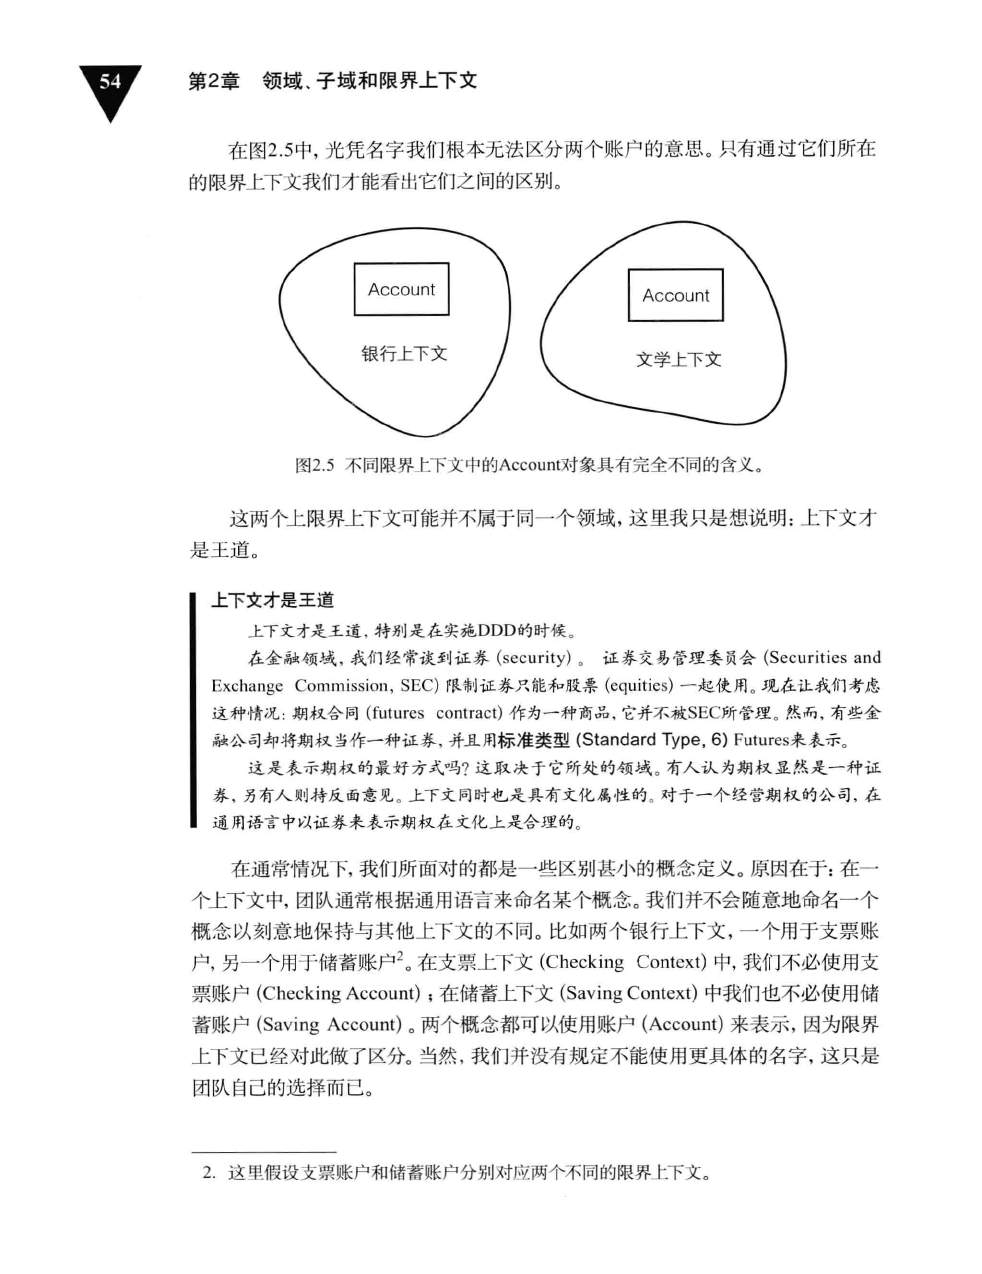 54
第2章 领域、子域和限界上下文
在图2.5中，光凭名字我们根本无法区分两个账户的意思。只有通过它们所在
的限界上下文我们才能看出它们之间的区别。
Account
银行上下文
Account
文学上下文
图2.5 不同限界上下文中的Account对象具有完全不同的含义。
这两个上限界上下文可能并不属于同一个领域，这里我只是想说明：上下文才
是王道。
上下文才是王道
上下文才是王道，特别是在实施DDD的时候。
在金融领域，我们经常谈到证券 (security) 。 证券交易管理委员会 (Securities and
Exchange Commission, SEC) 限制证券只能和股票 (equities) 一起使用。现在让我们考虑
这种情况：期权合同 (futures contract) 作为一种商品，它并不被SEC所管理。然而，有些金
融公司却将期权当作一种证券，并且用标准类型 (Standard Type, 6) Futures来表示。
这是表示期权的最好方式吗？这取决于它所处的领域。有人认为期权显然是一种证
券，另有人则持反面意见。上下文同时也是具有文化属性的。对于一个经营期权的公司，在
通用语言中以证券来表示期权在文化上是合理的。
在通常情况下，我们所面对的都是一些区别甚小的概念定义。原因在于：在一
个上下文中，团队通常根据通用语言来命名某个概念。我们并不会随意地命名一个
概念以刻意地保持与其他上下文的不同。比如两个银行上下文，一个用于支票账
户，另一个用于储蓄账户2。在支票上下文 (Checking Context) 中，我们不必使用支
票账户 (Checking Account) ；在储蓄上下文 (Saving Context) 中我们也不必使用储
蓄账户 (Saving Account) 。两个概念都可以使用账户 (Account) 来表示，因为限界
上下文已经对此做了区分。当然，我们并没有规定不能使用更具体的名字，这只是
团队自己的选择而已。
2. 这里假设支票账户和储蓄账户分别对应两个不同的限界上下文。